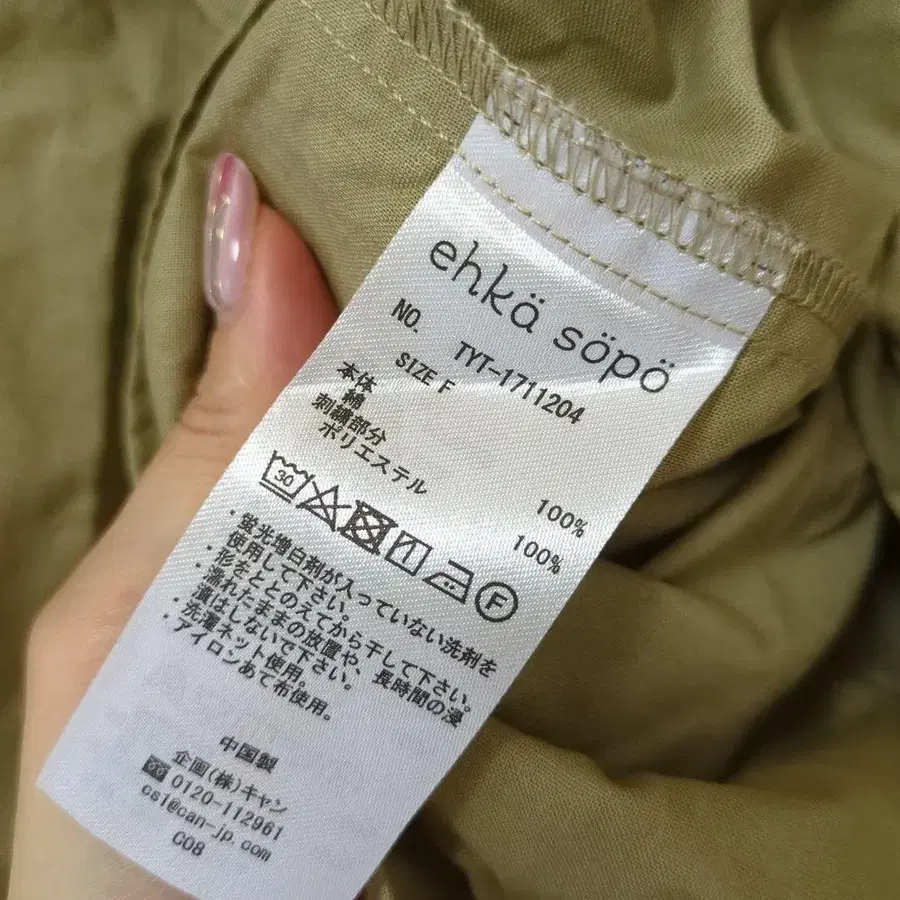 ehkä söpö
NO. TYT-1711204
SIZE F
本体
綿 100%
刺繍部分
ポリエステル 100%
30
F
・蛍光増白剤が入っていない洗剤を
使用して下さい。
・形をととのえてから干して下さい。
・濡れたままの放置や、長時間の浸
漬はしないで下さい。
・洗濯ネット使用。
・アイロンあて布使用。
中国製
企画(株)キャン
0120-112961
cs1@can-jp.com
C08